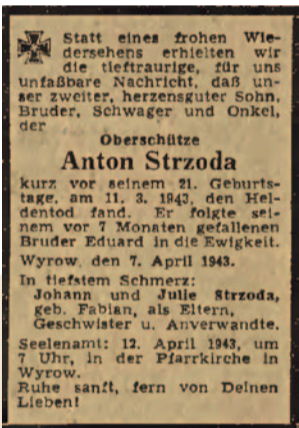 Statt eines frohen Wie-
dersehens erhielten wir
die tieftraurige, für uns
unfaßbare Nachricht, daß un-
ser zweiter, herzensguter Sohn,
Bruder, Schwager und Onkel,
der
Oberschütze
Anton Strzoda
kurz vor seinem 21. Geburts-
tage, am 11. 3. 1943, den Hel-
dentod fand. Er folgte sei-
nem vor 7 Monaten gefallenen
Bruder Eduard in die Ewigkeit.
Wyrow, den 7. April 1943.
In tiefstem Schmerz:
Johann und Julie Strzoda,
geb. Fabian, als Eltern,
Geschwister u. Anverwandte.
Seelenamt: 12. April 1943, um
7 Uhr, in der Pfarrkirche in
Wyrow.
Ruhe sanft, fern von Deinen
Lieben!